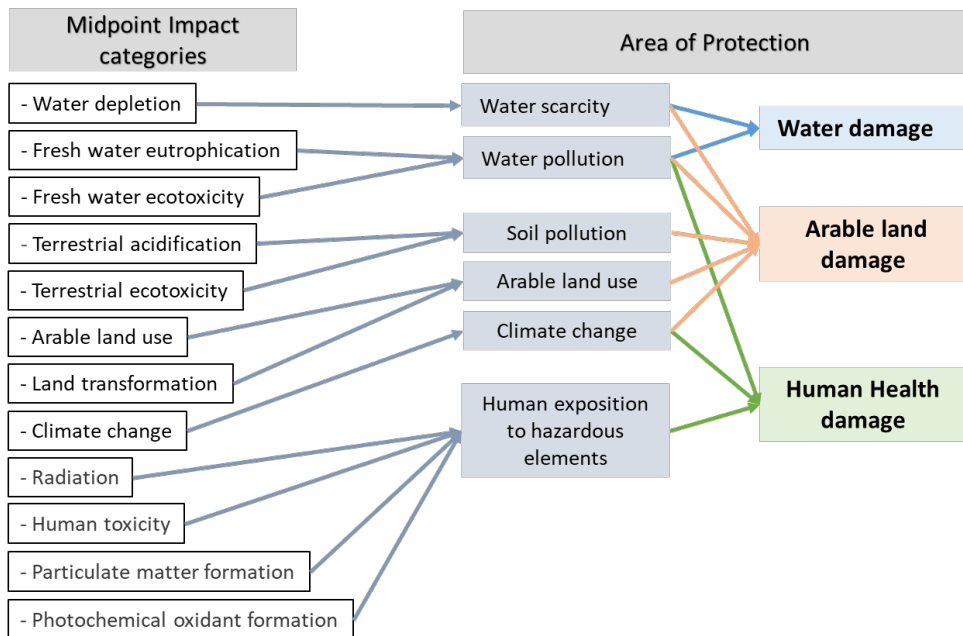 Midpoint Impact
categories
Area of Protection
- Water depletion
- Fresh water eutrophication
- Fresh water ecotoxicity
- Terrestrial acidification
- Terrestrial ecotoxicity
- Arable land use
- Land transformation
- Climate change
- Radiation
- Human toxicity
- Particulate matter formation
- Photochemical oxidant formation
Water scarcity
Water pollution
Soil pollution
Arable land use
Climate change
Human exposition
to hazardous
elements
Water damage
Arable land
damage
Human Health
damage